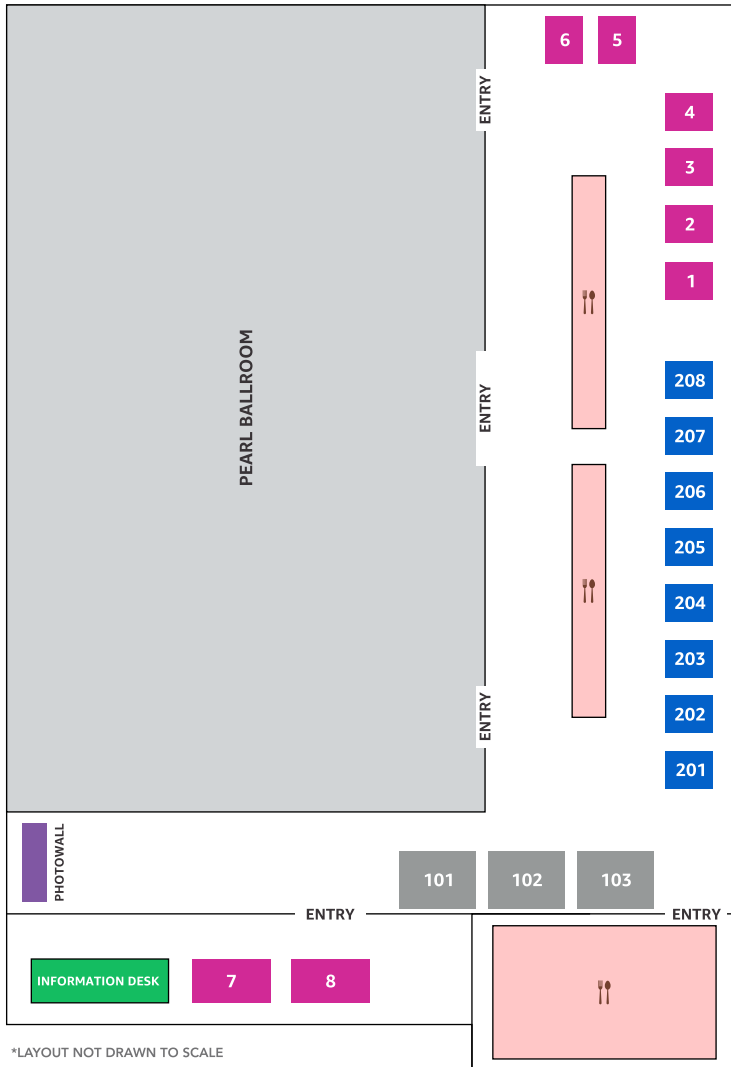 6
5
ENTRY
4
3
2
1
PEARL BALLROOM
ENTRY
208
207
206
205
204
203
ENTRY
202
201
PHOTOWALL
101
102
103
ENTRY
ENTRY
INFORMATION DESK
7
8
*LAYOUT NOT DRAWN TO SCALE